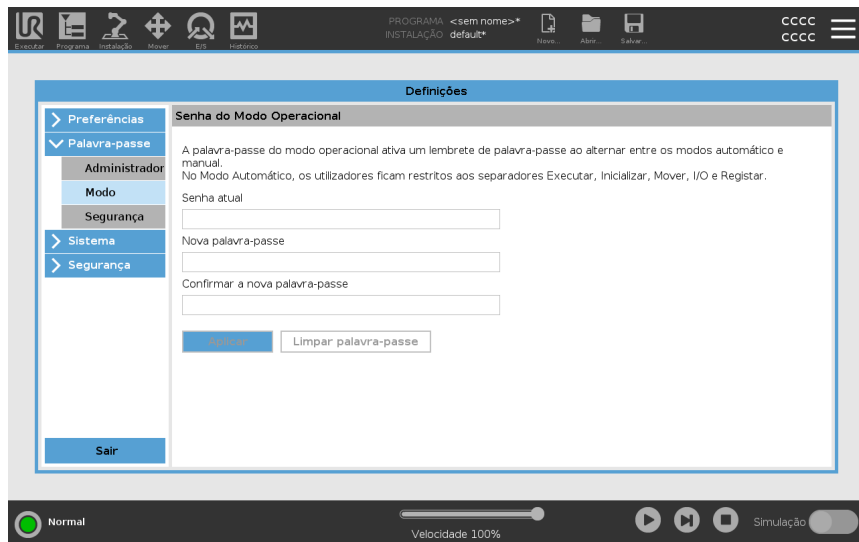 UR
PROGRAMA <sem nome>*
INSTALAÇÃO default*
CCCC
CCCC
Executar Programa Instalação Mover E/S Histórico Novo... Abrir... Salvar...
Definições
Preferências
Palavra-passe
Administrador
Modo
Segurança
Sistema
Segurança
Sair
Senha do Modo Operacional
A palavra-passe do modo operacional ativa um lembrete de palavra-passe ao alternar entre os modos automático e
manual.
No Modo Automático, os utilizadores ficam restritos aos separadores Executar, Inicializar, Mover, I/O e Registar.
Senha atual
Nova palavra-passe
Confirmar a nova palavra-passe
Aplicar Limpar palavra-passe
Normal
Velocidade 100%
Simulação